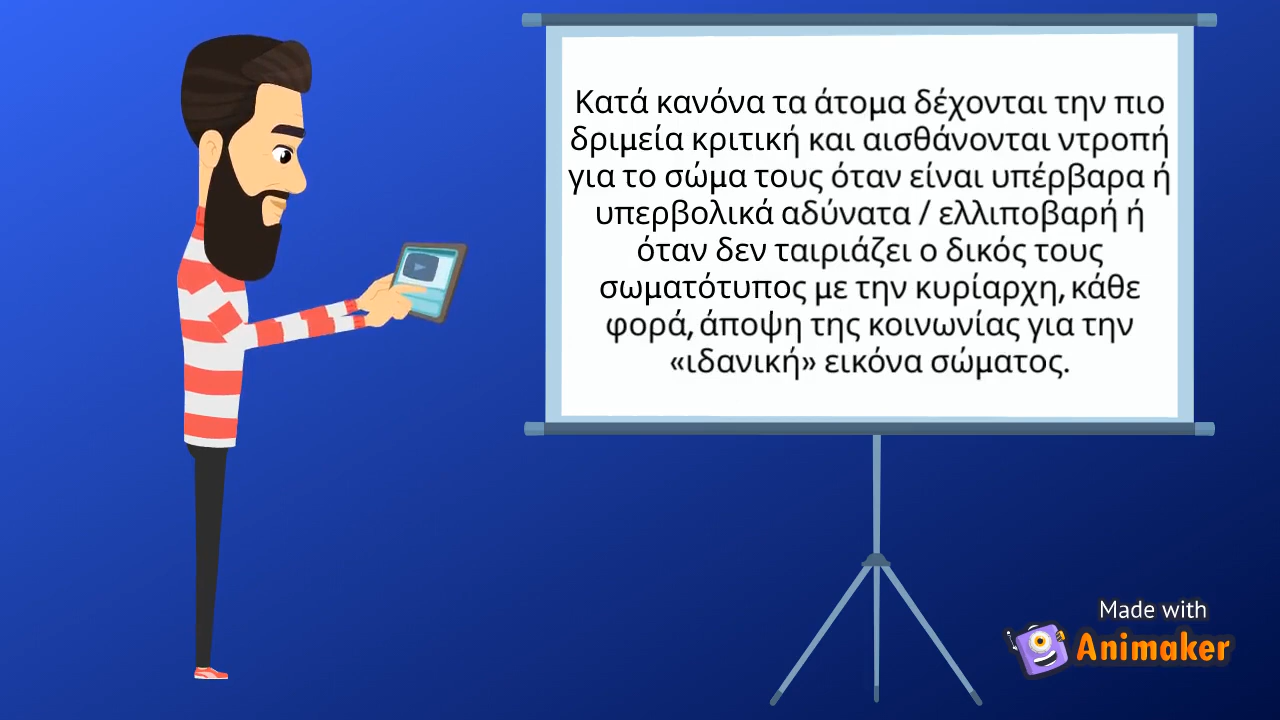 Κατά κανόνα τα άτομα δέχονται την πιο
δριμεία κριτική και αισθάνονται ντροπή
για το σώμα τους όταν είναι υπέρβαρα ή
υπερβολικά αδύνατα / ελλιποβαρή ή
όταν δεν ταιριάζει ο δικός τους
σωματότυπος με την κυρίαρχη, κάθε
φορά, άποψη της κοινωνίας για την
«ιδανική» εικόνα σώματος.
Made with
Animaker